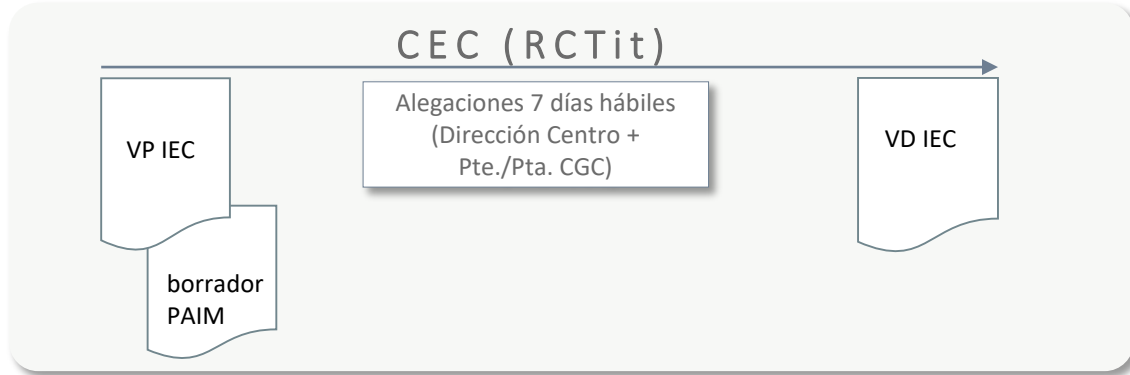 CEC (RCTit)
VP IEC
Alegaciones 7 días hábiles
(Dirección Centro +
Pte./Pta. CGC)
VD IEC
borrador
PAIM